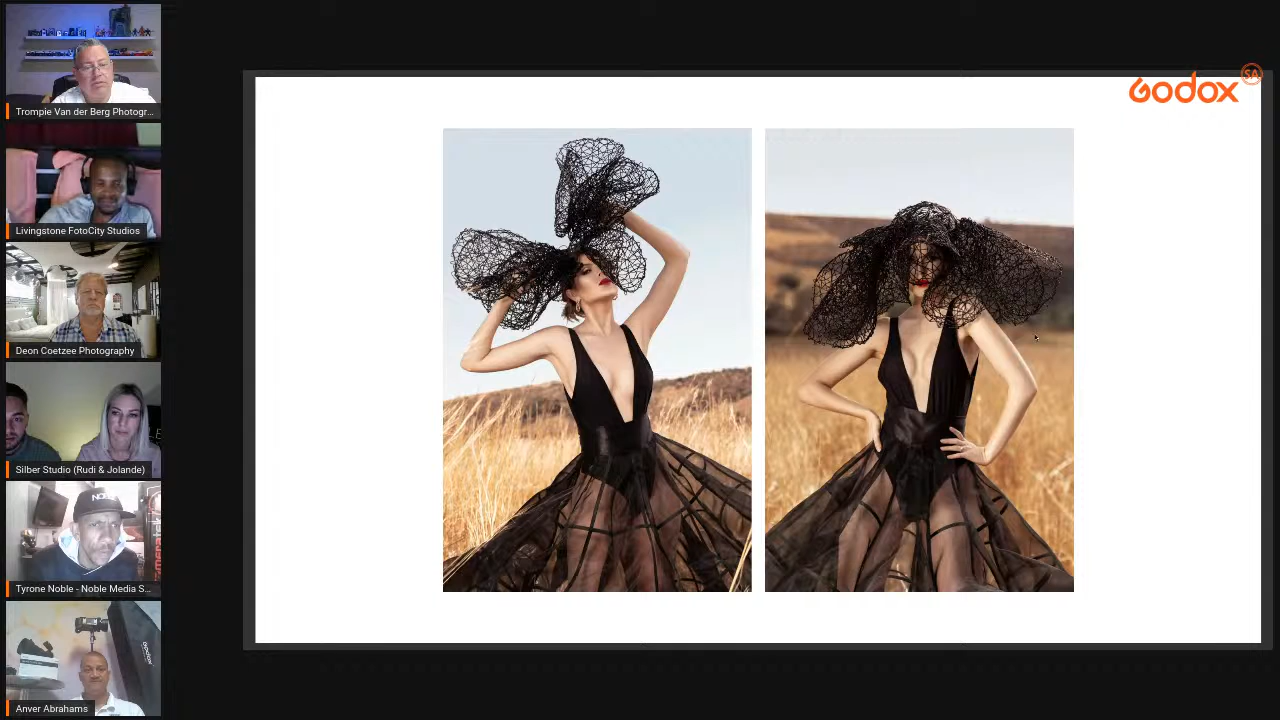 Trompie Van der Berg Photogr...
Livingstone FotoCity Studios
Deon Coetzee Photography
Silber Studio (Rudi & Jolande)
Tyrone Noble - Noble Media S...
Anver Abrahams
GODOX SA
Godox